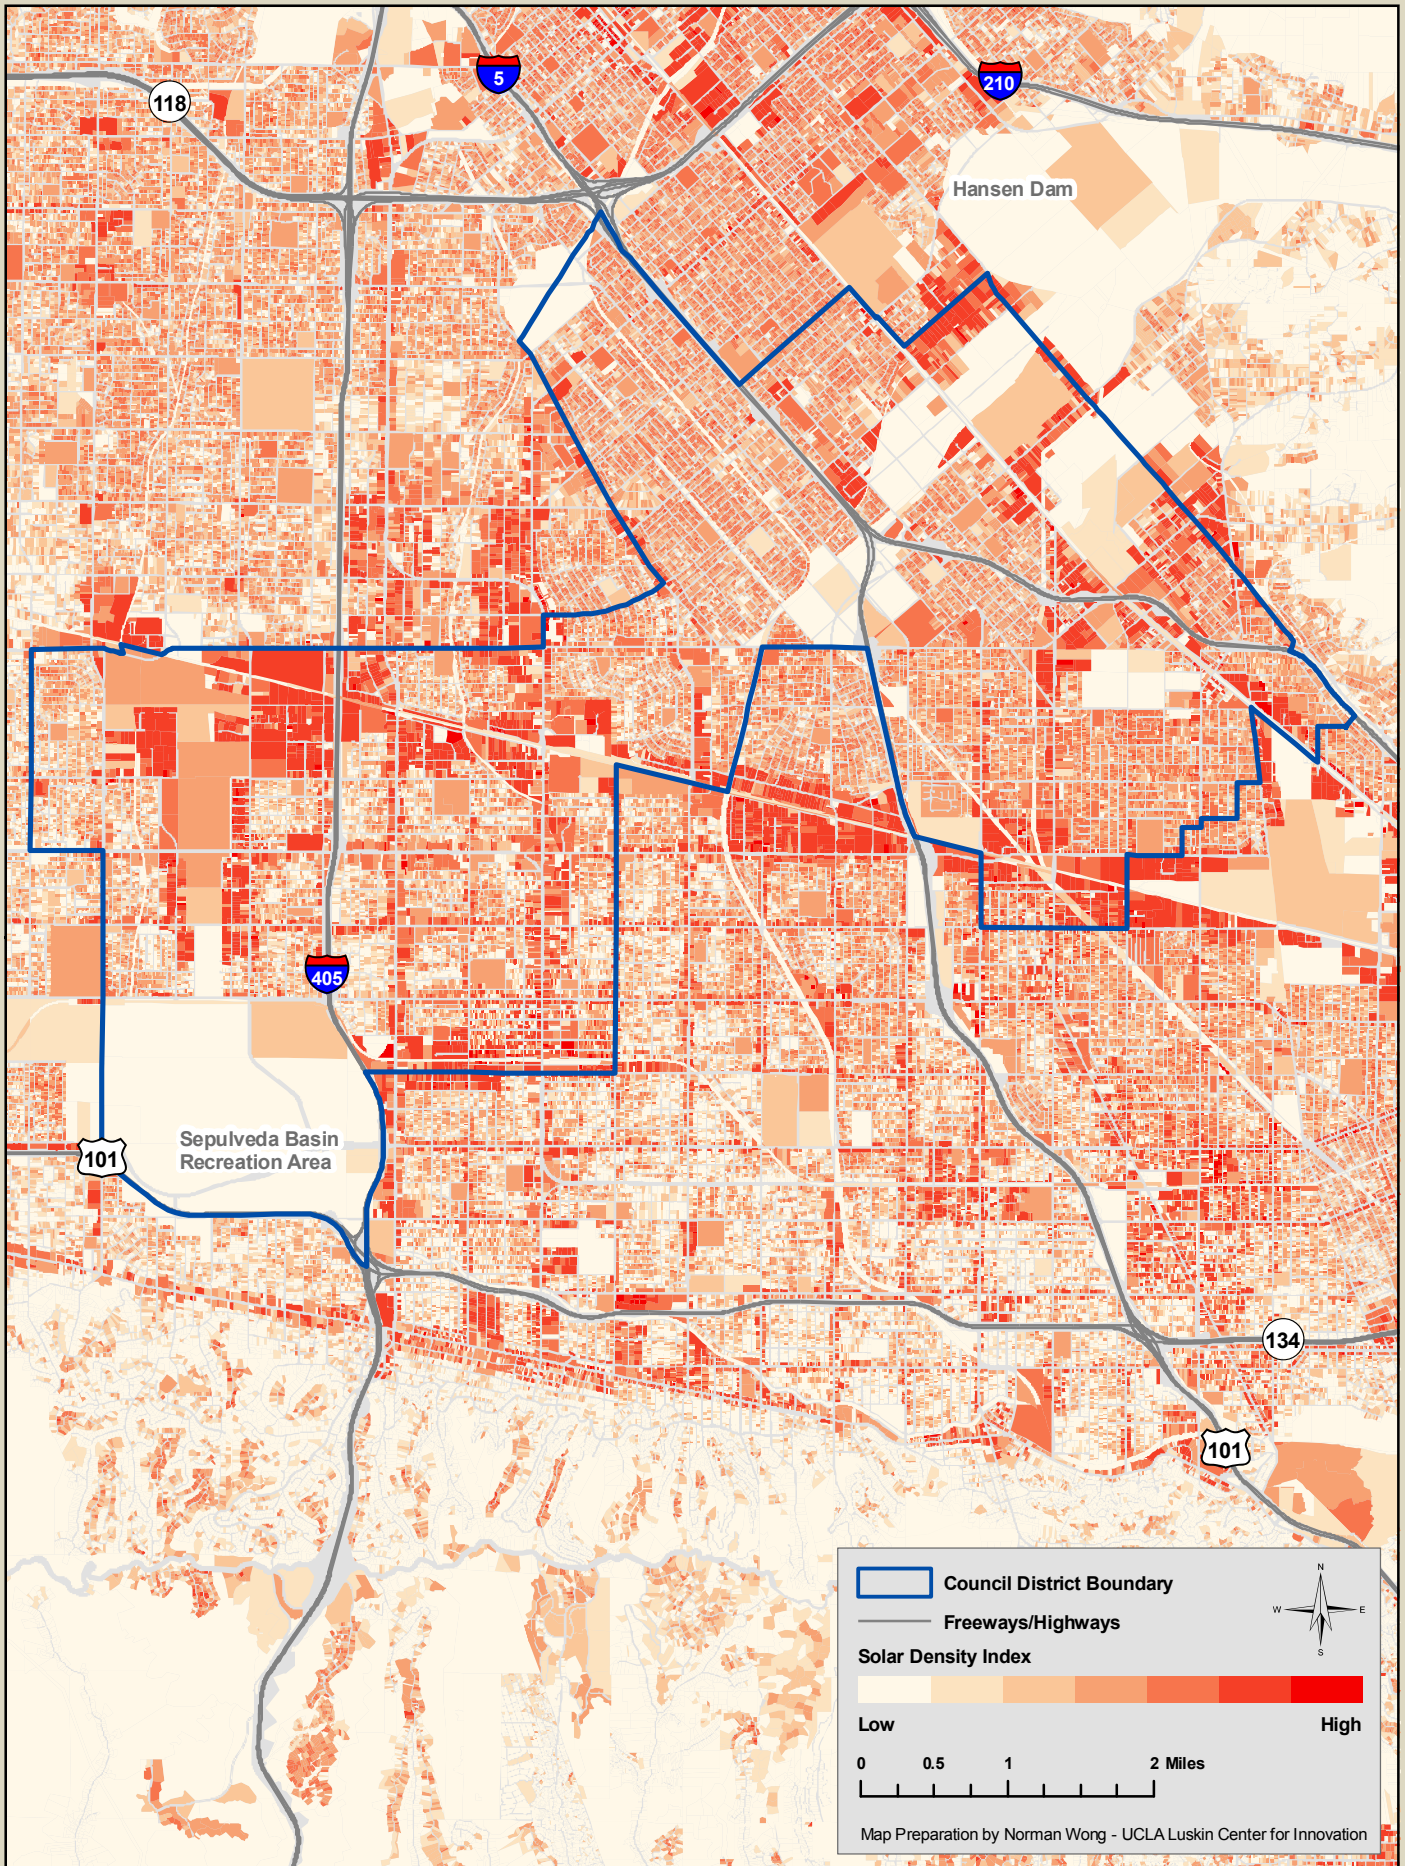 5
210
118
Hansen Dam
405
Sepulveda Basin
Recreation Area
101
134
101
Council District Boundary
Freeways/Highways
N
W E
S
Solar Density Index
Low High
0 0.5 1 2 Miles
Map Preparation by Norman Wong - UCLA Luskin Center for Innovation